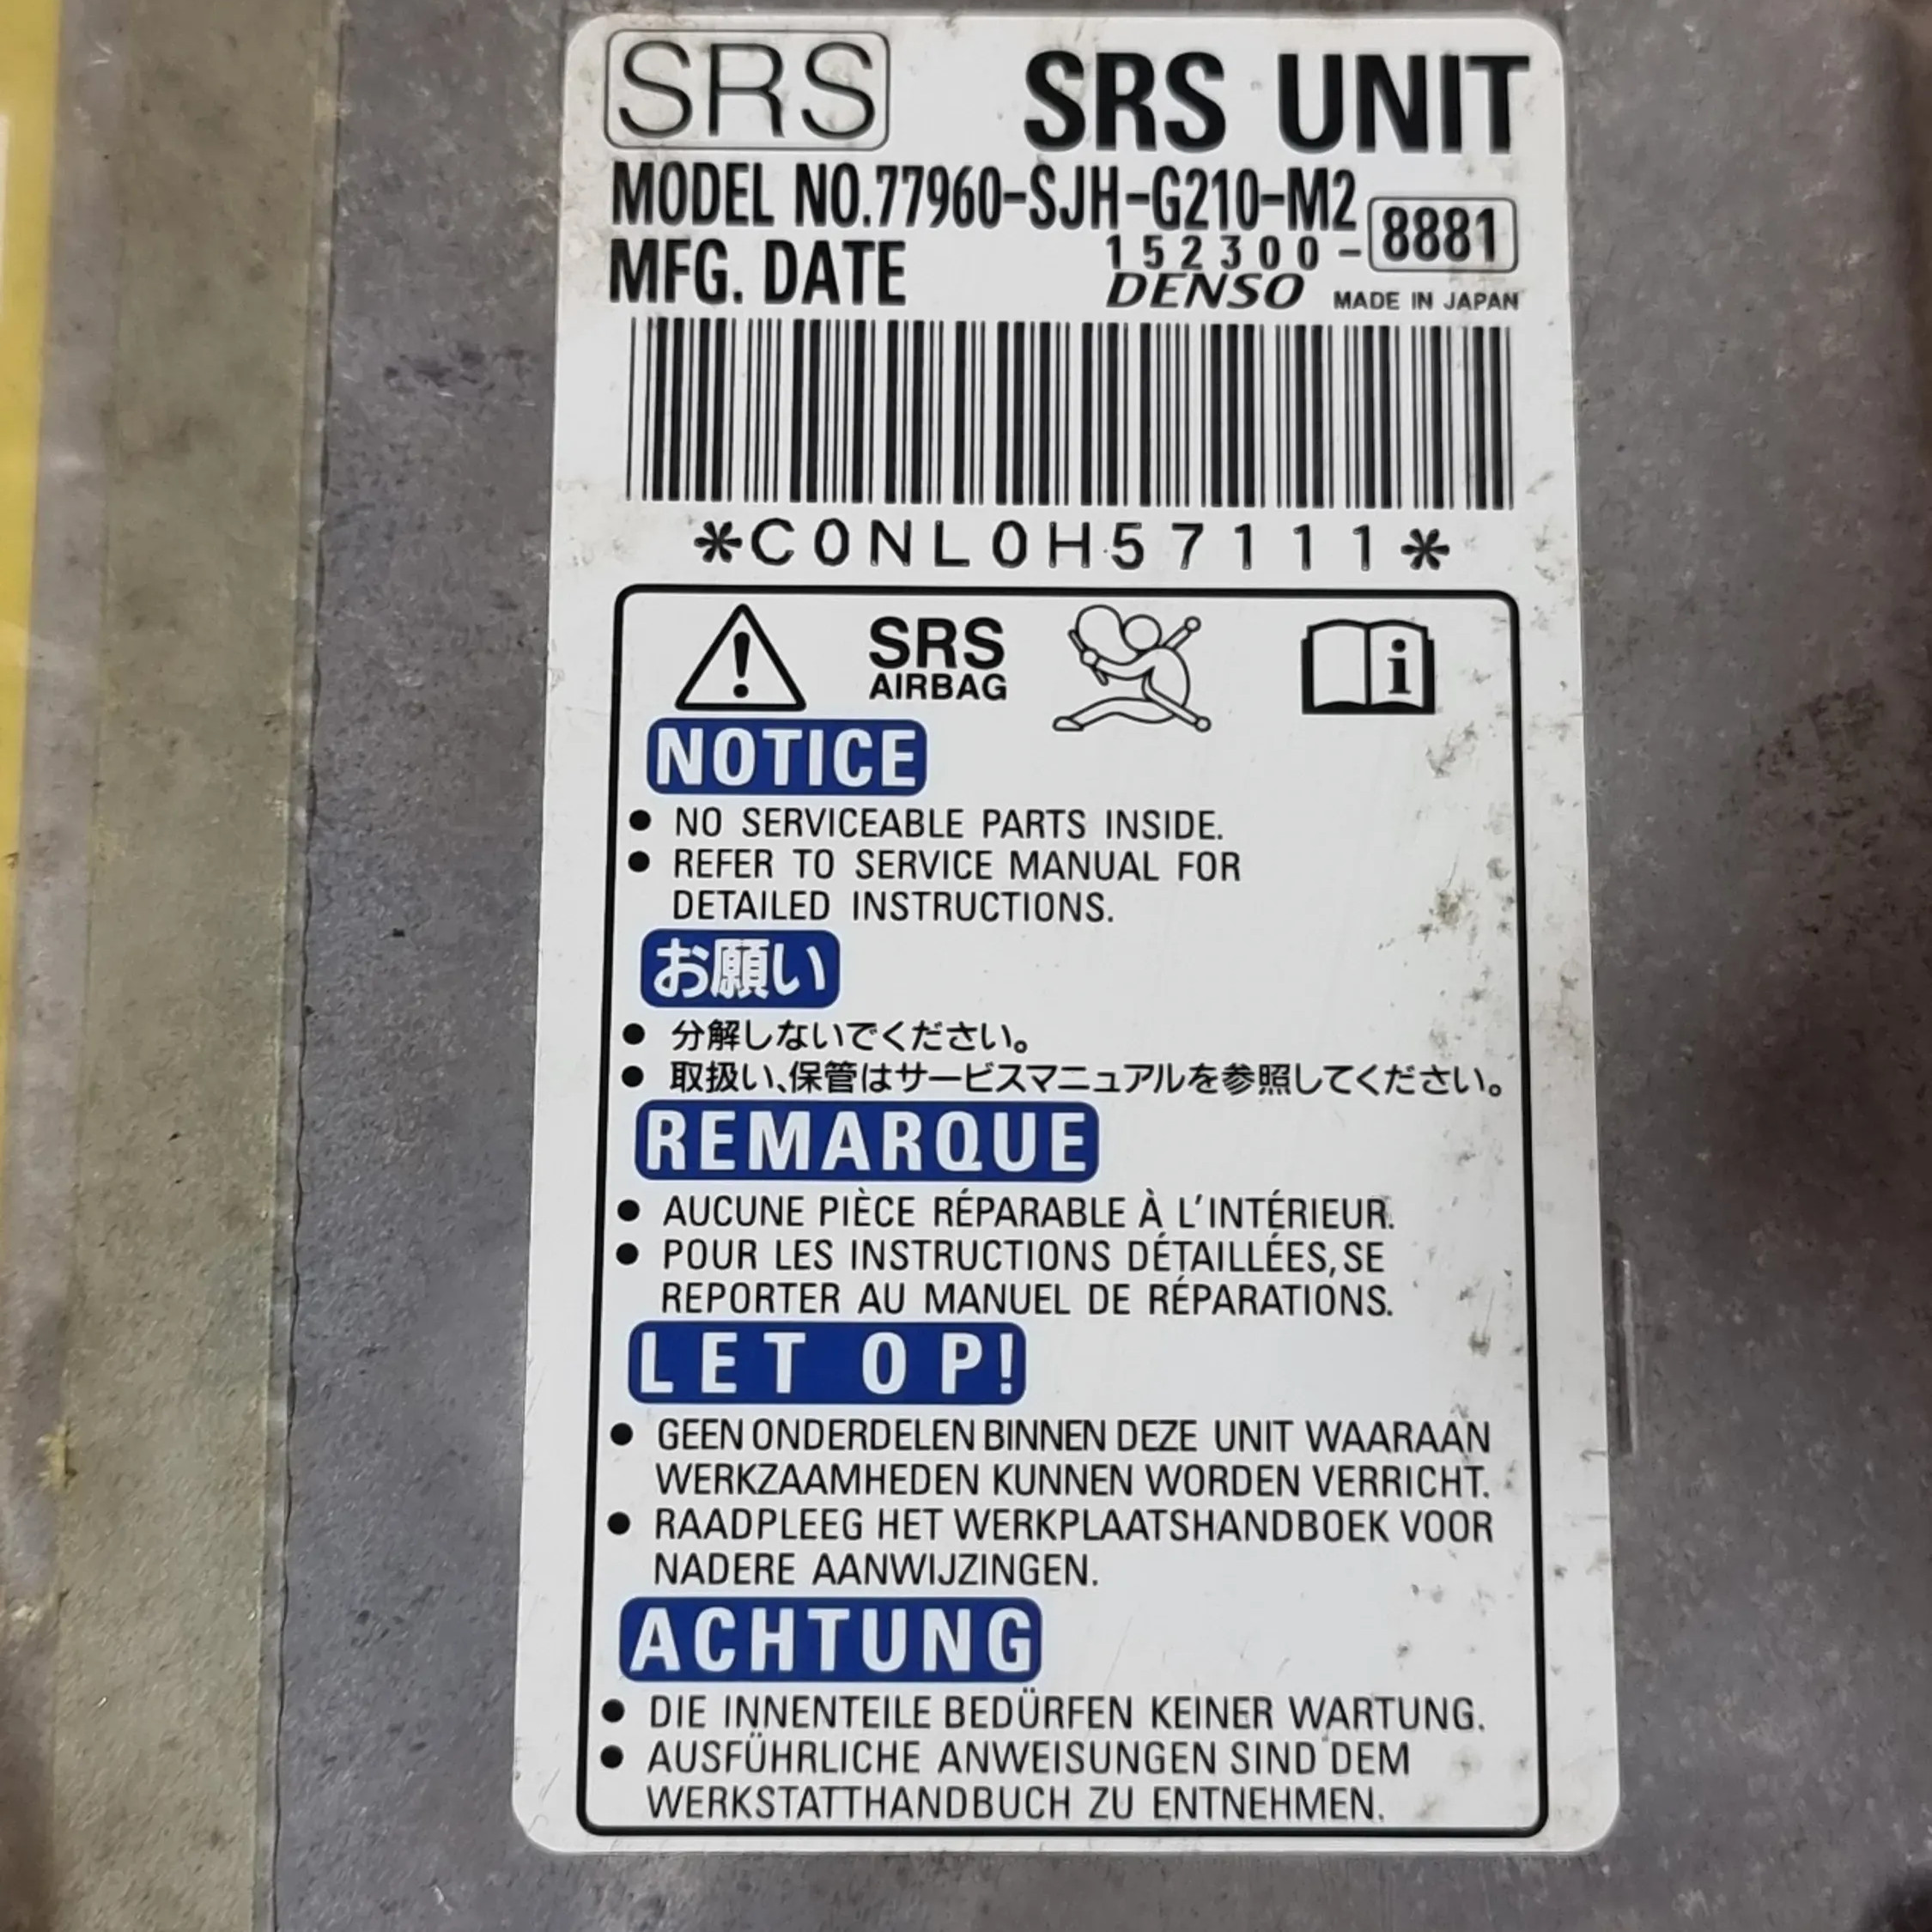 SRS SRS UNIT
MODEL NO.77960-SJH-G210-M2
MFG. DATE 152300-8881
DENSO MADE IN JAPAN
*C0NL0H57111*
SRS
AIRBAG
i
NOTICE
● NO SERVICEABLE PARTS INSIDE.
● REFER TO SERVICE MANUAL FOR
DETAILED INSTRUCTIONS.
お願い
● 分解しないでください。
● 取扱い、保管はサービスマニュアルを参照してください。
REMARQUE
● AUCUNE PIÈCE RÉPARABLE À L'INTÉRIEUR.
● POUR LES INSTRUCTIONS DÉTAILLÉES, SE
REPORTER AU MANUEL DE RÉPARATIONS.
LET OP!
● GEEN ONDERDELEN BINNEN DEZE UNIT WAARAAN
WERKZAAMHEDEN KUNNEN WORDEN VERRICHT.
● RAADPLEEG HET WERKPLAATSHANDBOEK VOOR
NADERE AANWIJZINGEN.
ACHTUNG
● DIE INNENTEILE BEDÜRFEN KEINER WARTUNG.
● AUSFÜHRLICHE ANWEISUNGEN SIND DEM
WERKSTATTHANDBUCH ZU ENTNEHMEN.